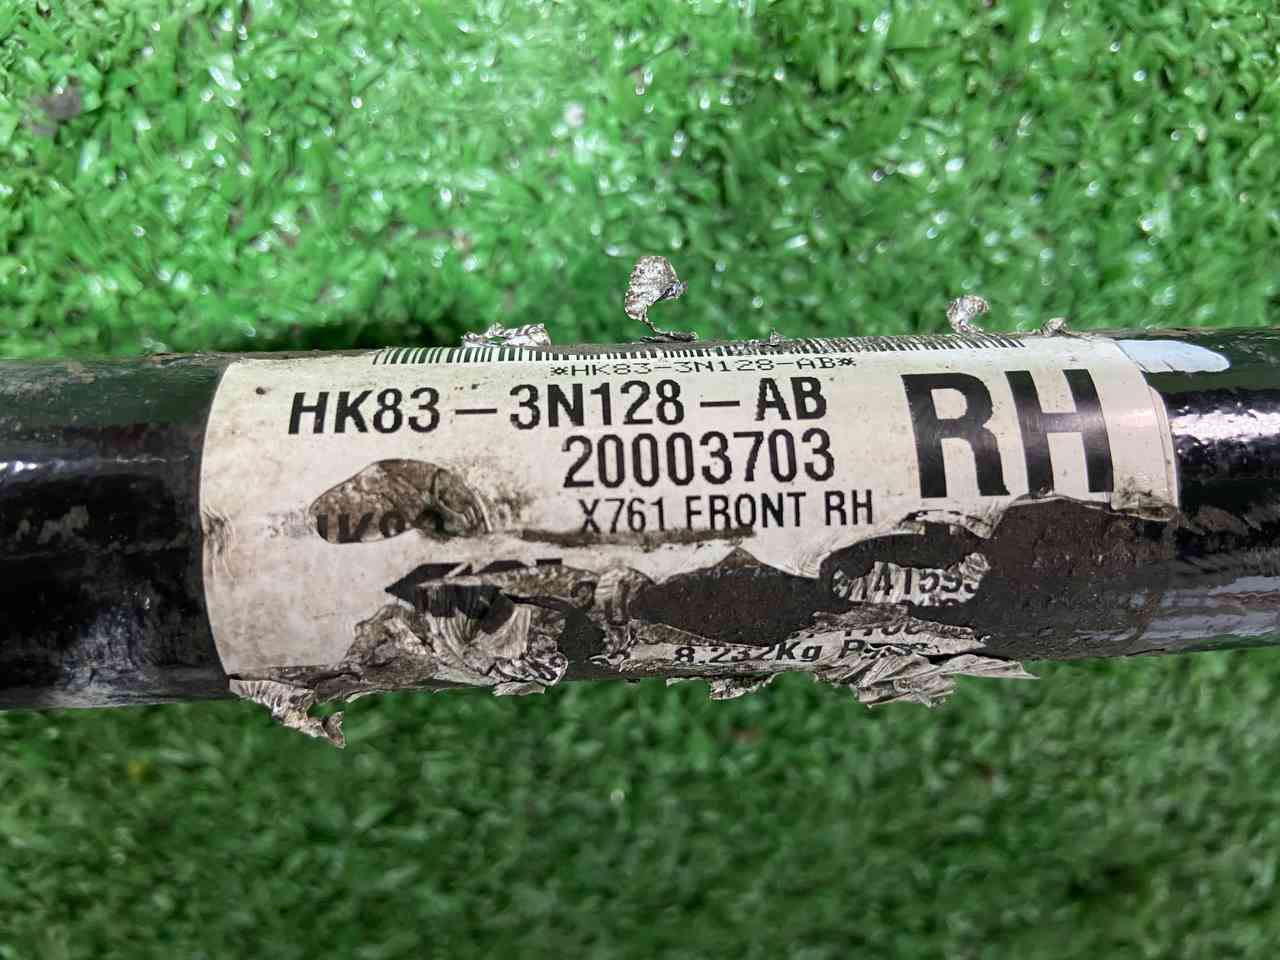 *HK83-3N128-AB*
HK83-3N128-AB
RH
20003703
X761 FRONT RH
8.232Kg